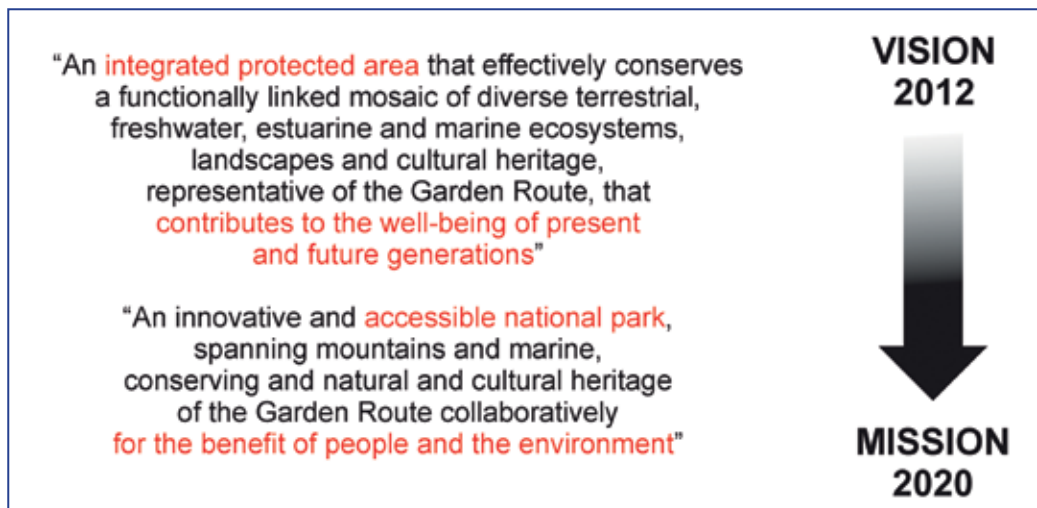 “An integrated protected area that effectively conserves
a functionally linked mosaic of diverse terrestrial,
freshwater, estuarine and marine ecosystems,
landscapes and cultural heritage,
representative of the Garden Route, that
contributes to the well-being of present
and future generations”
“An innovative and accessible national park,
spanning mountains and marine,
conserving and natural and cultural heritage
of the Garden Route collaboratively
for the benefit of people and the environment”
VISION
2012
MISSION
2020